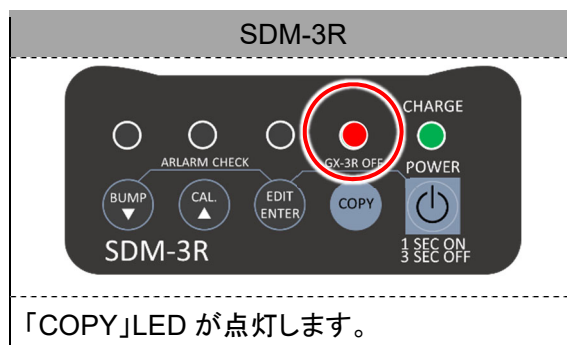 SDM-3R
CHARGE
ARLARM CHECK
GX-3R OFF
POWER
BUMP
▼
CAL.
▲
EDIT
ENTER
COPY
SDM-3R
1 SEC ON
3 SEC OFF
「COPY」LED が点灯します。